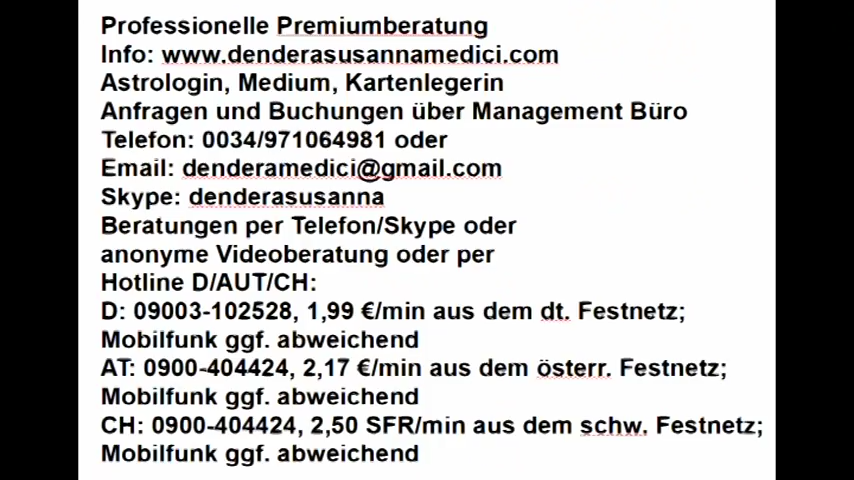 Professionelle Premiumberatung
Info: www.denderasusannamedici.com
Astrologin, Medium, Kartenlegerin
Anfragen und Buchungen über Management Büro
Telefon: 0034/971064981 oder
Email: denderamedici@gmail.com
Skype: denderasusanna
Beratungen per Telefon/Skype oder
anonyme Videoberatung oder per
Hotline D/AUT/CH:
D: 09003-102528, 1,99 €/min aus dem dt. Festnetz;
Mobilfunk ggf. abweichend
AT: 0900-404424, 2,17 €/min aus dem österr. Festnetz;
Mobilfunk ggf. abweichend
CH: 0900-404424, 2,50 SFR/min aus dem schw. Festnetz;
Mobilfunk ggf. abweichend